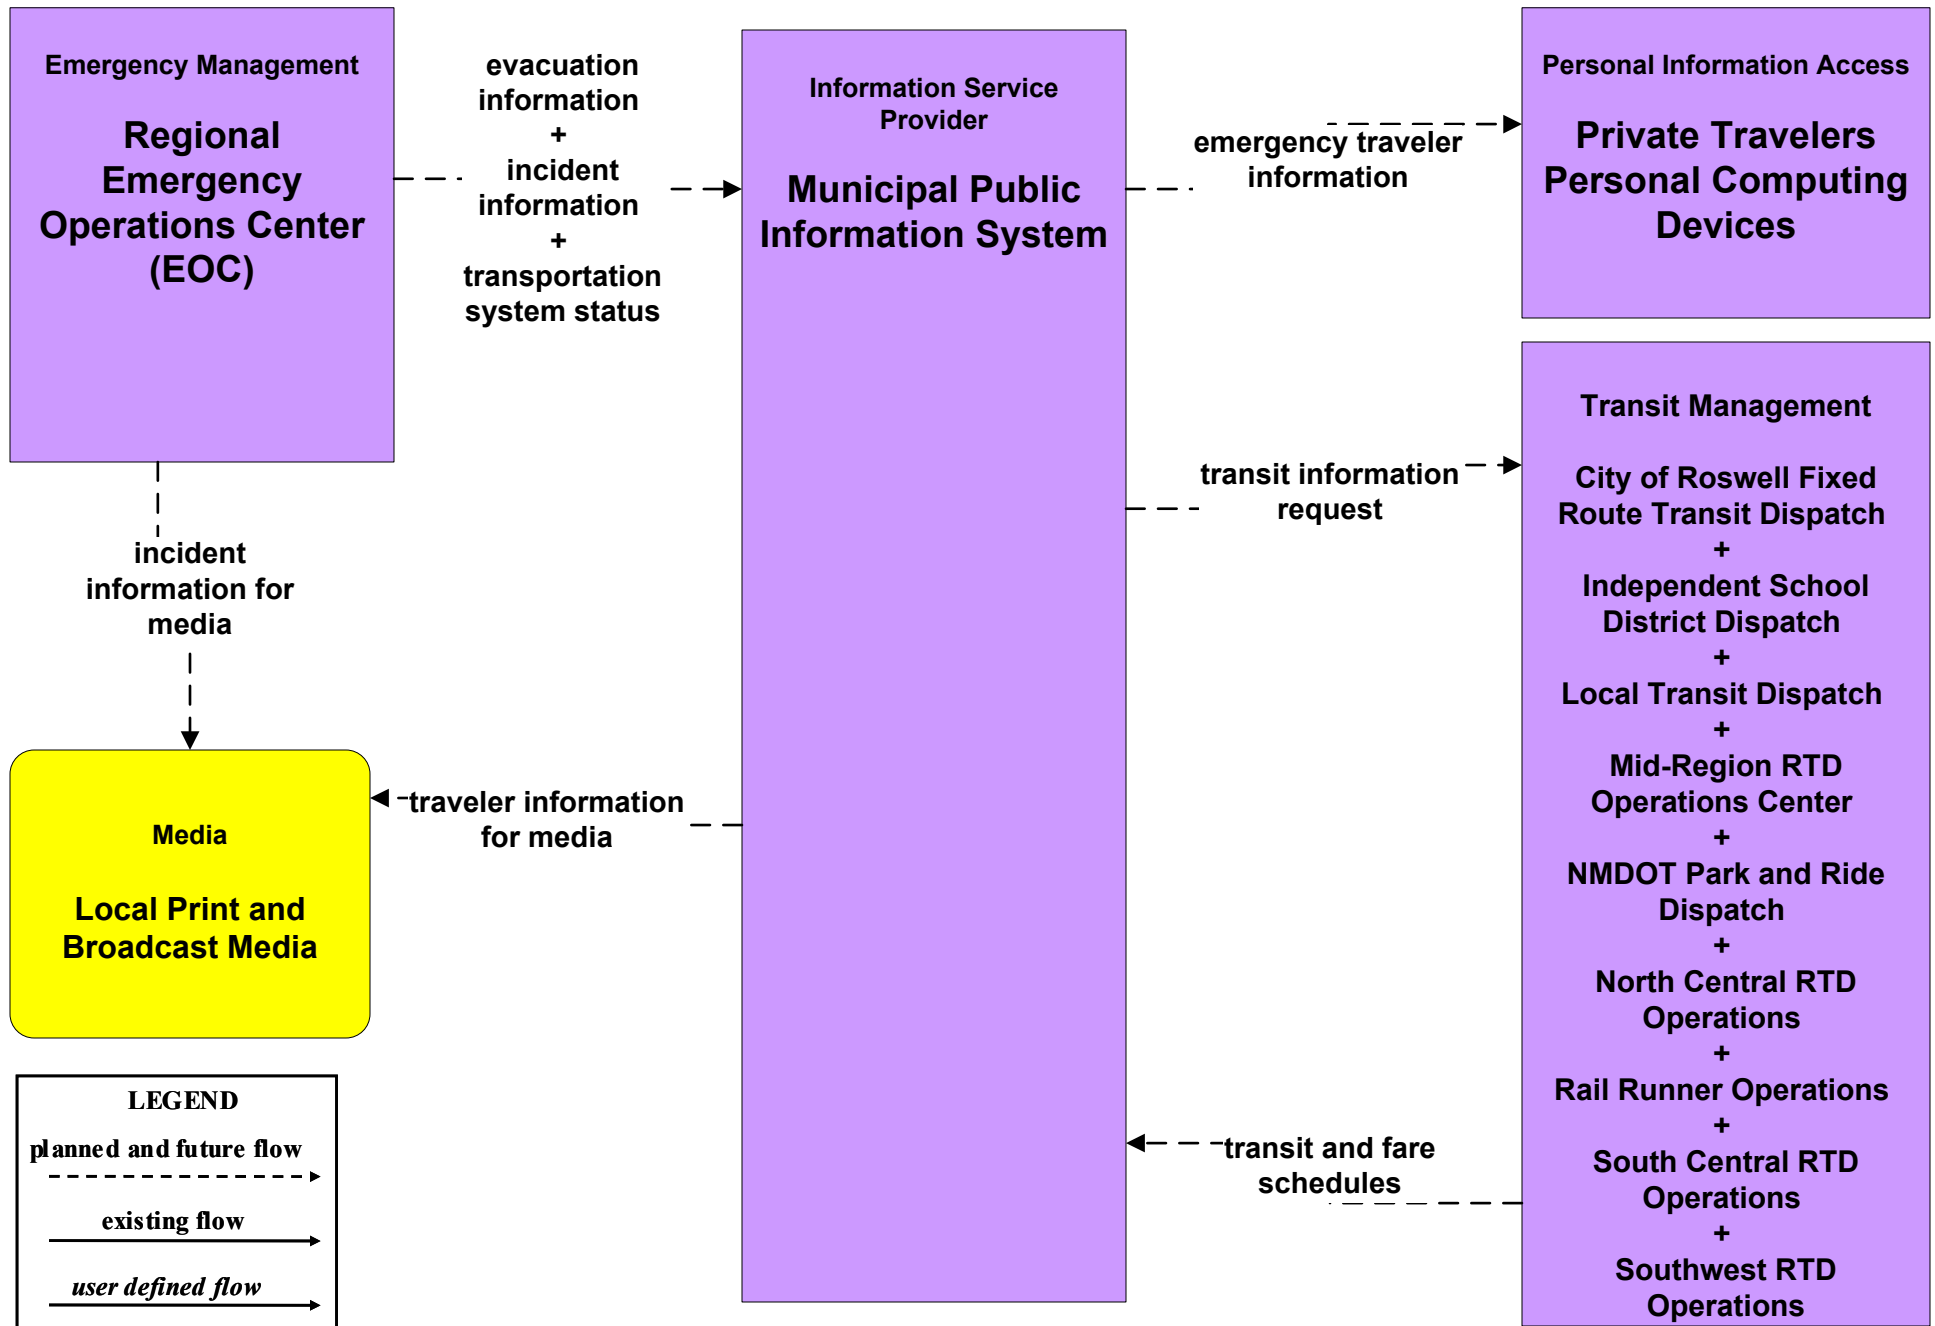 Emergency Management
Regional
Emergency
Operations Center
(EOC)
evacuation
information
+
incident
information
+
transportation
system status
Information Service
Provider
Municipal Public
Information System
emergency traveler
information
Personal Information Access
Private Travelers
Personal Computing
Devices
transit information
request
Transit Management
City of Roswell Fixed
Route Transit Dispatch
+
Independent School
District Dispatch
+
Local Transit Dispatch
+
Mid-Region RTD
Operations Center
+
NMDOT Park and Ride
Dispatch
+
North Central RTD
Operations
+
Rail Runner Operations
+
South Central RTD
Operations
+
Southwest RTD
Operations
transit and fare
schedules
incident
information for
media
traveler information
for media
Media
Local Print and
Broadcast Media
LEGEND
planned and future flow
existing flow
user defined flow